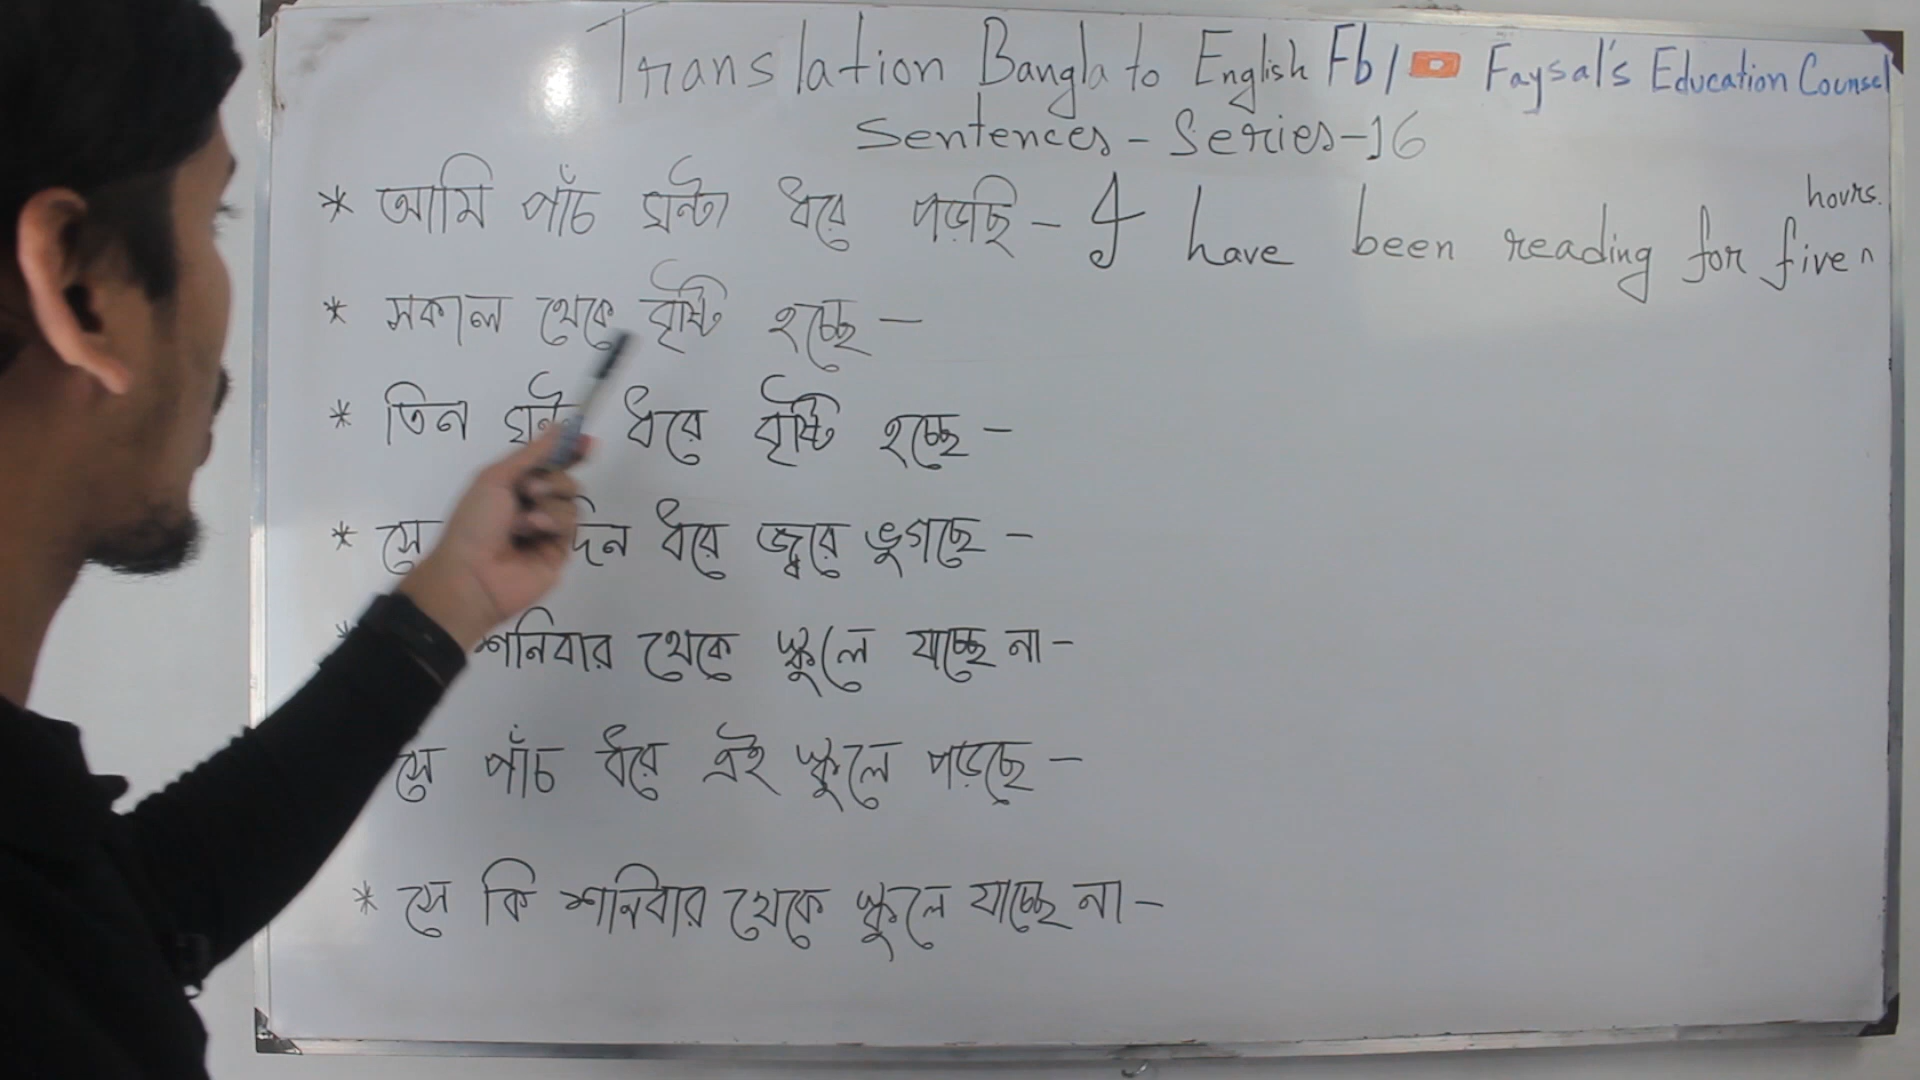 Translation Bangla to English Fb / Faysal's Education Counsel
Sentences - Series-16
* আমি পাঁচ ঘন্টা ধরে পড়ছি - I have been reading for five ^ hours.
* সকাল থেকে বৃষ্টি হচ্ছে -
* তিন ঘন্টা ধরে বৃষ্টি হচ্ছে -
* সে দিন ধরে জ্বরে ভুগছে -
* শনিবার থেকে স্কুলে যাচ্ছে না -
সে পাঁচ ধরে এই স্কুলে পড়ছে -
* সে কি শনিবার থেকে স্কুলে যাচ্ছে না -